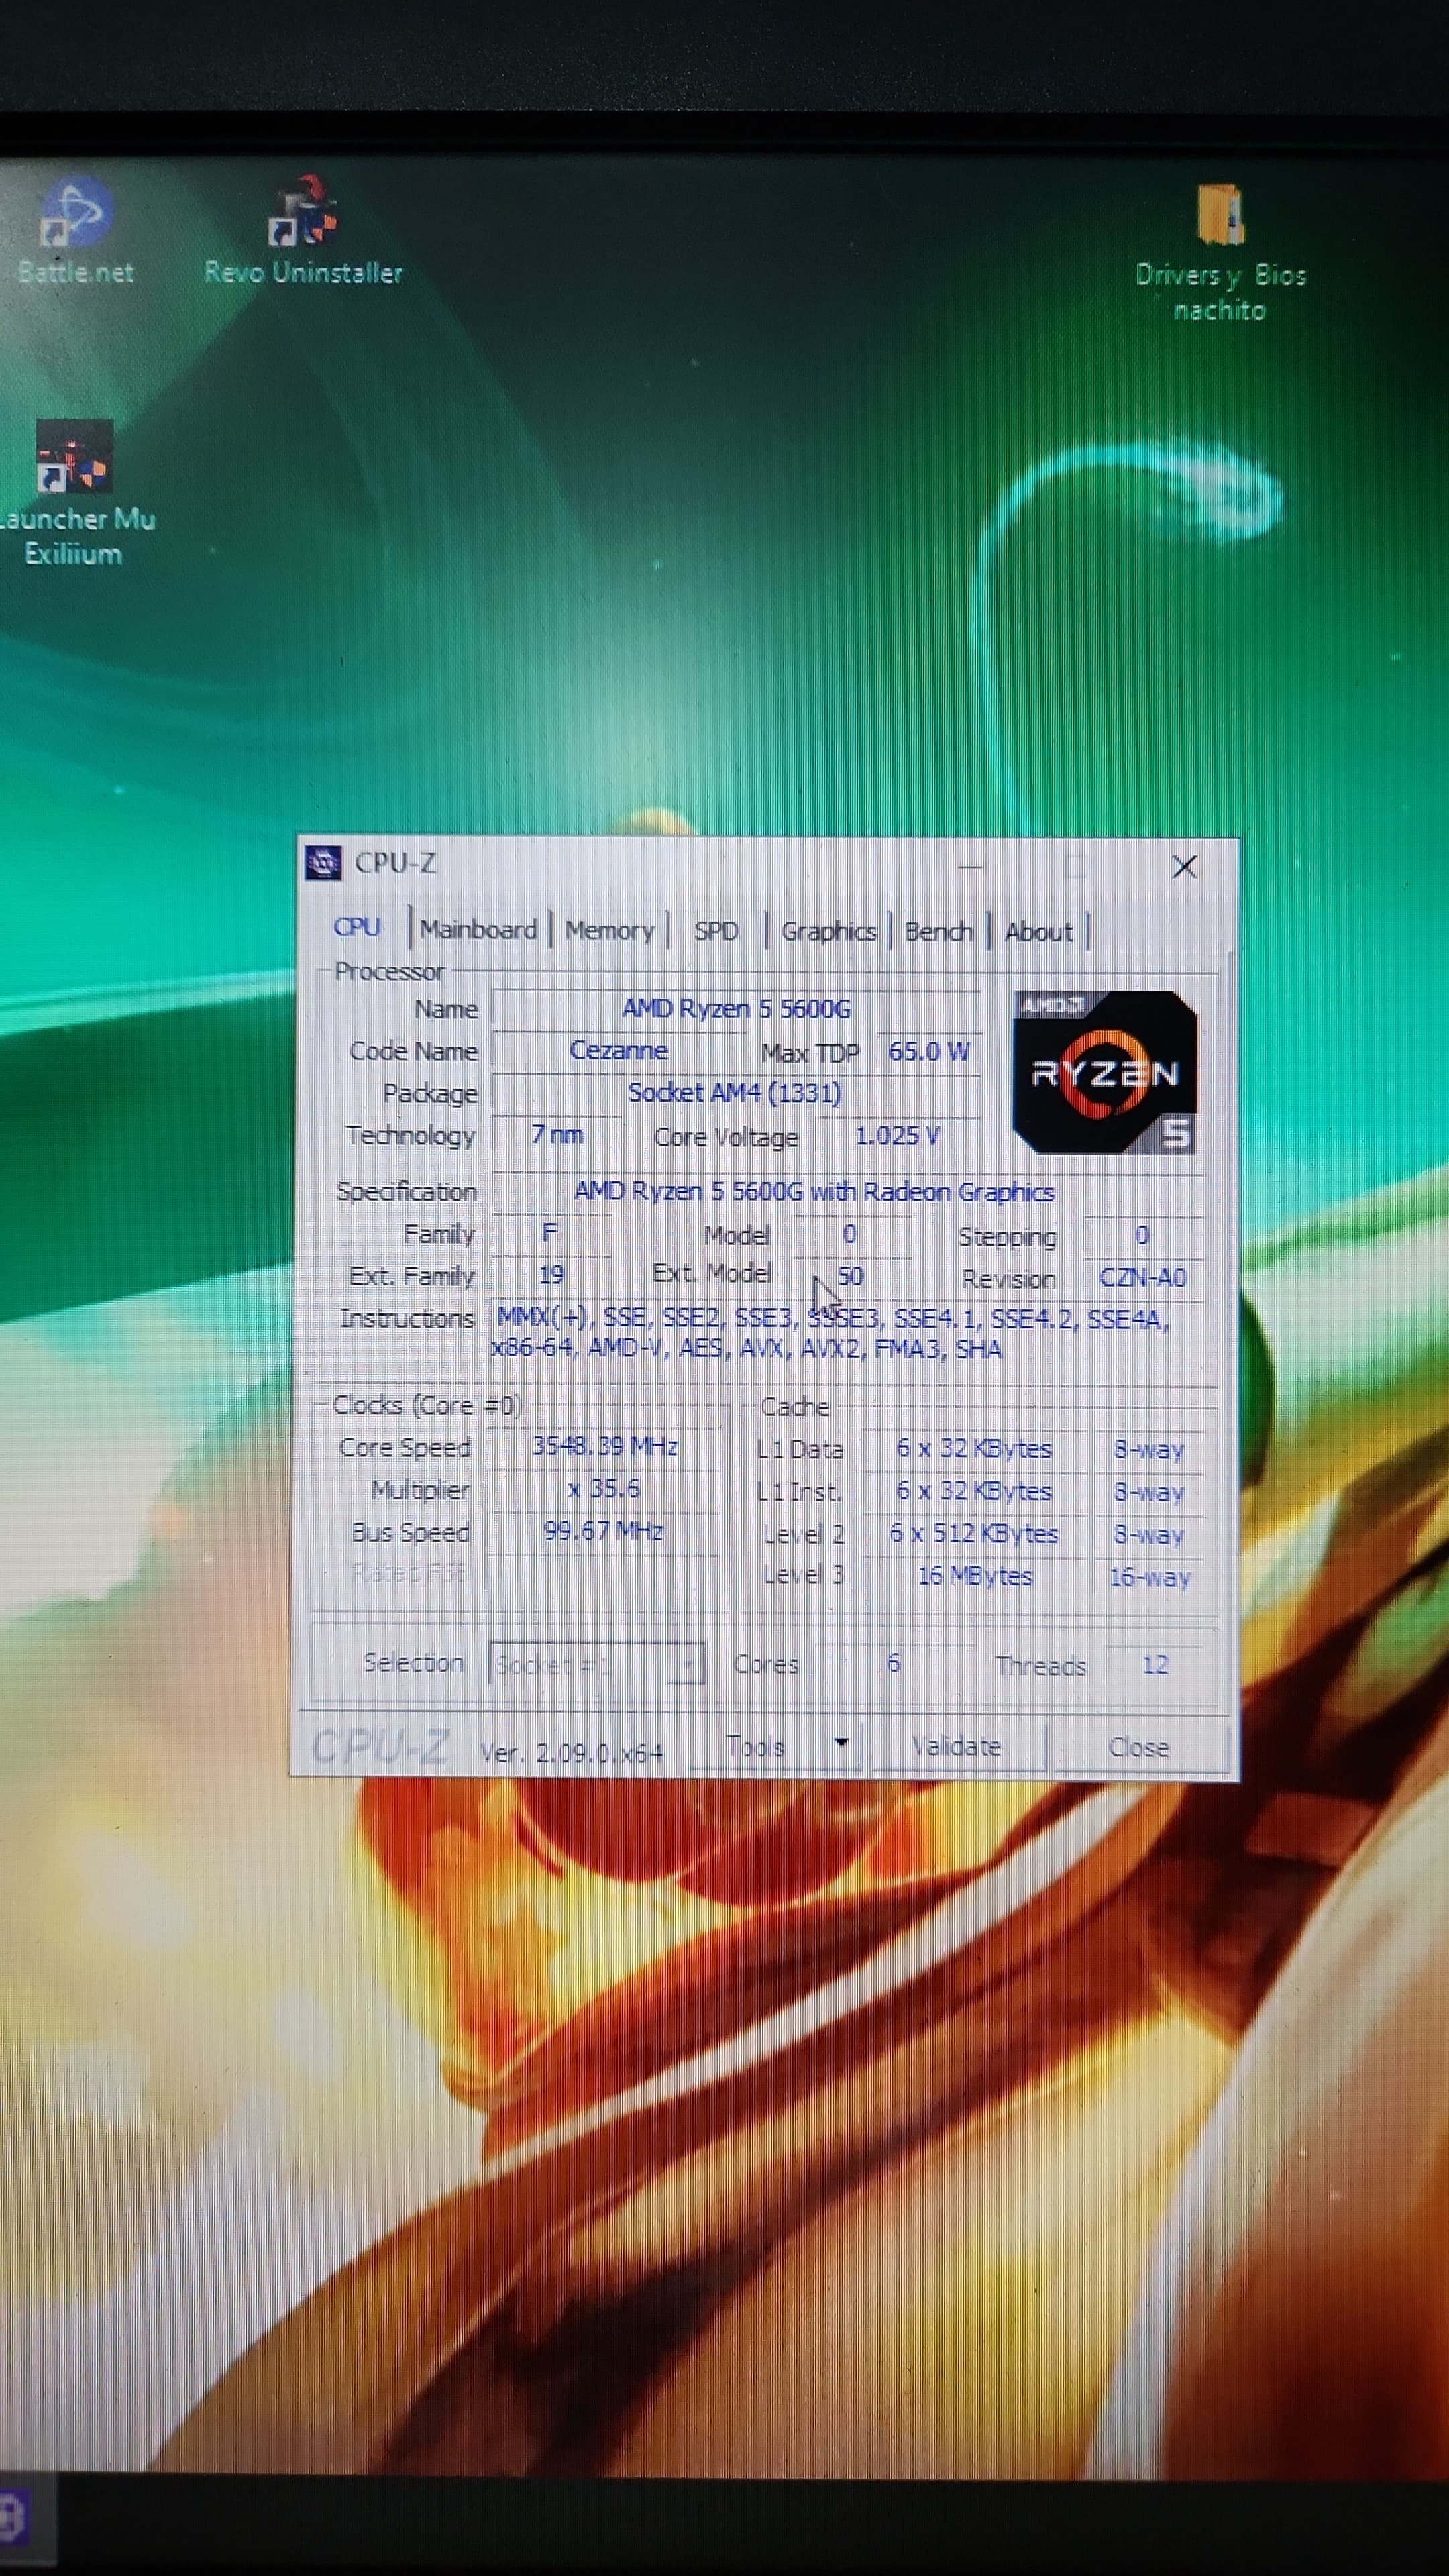 Battle.net
Revo Uninstaller
Drivers y Bios
nachito
Launcher Mu
Exiliium
CPU-Z
CPU Mainboard Memory SPD Graphics Bench About
Processor
Name AMD Ryzen 5 5600G
Code Name Cezanne Max TDP 65.0 W
Package Socket AM4 (1331)
Technology 7 nm Core Voltage 1.025 V
AMD
RYZEN
5
Specification AMD Ryzen 5 5600G with Radeon Graphics
Family F Model 0 Stepping 0
Ext. Family 19 Ext. Model 50 Revision CZN-A0
Instructions MMX(+), SSE, SSE2, SSE3, SSSE3, SSE4.1, SSE4.2, SSE4A,
x86-64, AMD-V, AES, AVX, AVX2, FMA3, SHA
Clocks (Core #0) Cache
Core Speed 3548.39 MHz L1 Data 6 x 32 KBytes 8-way
Multiplier x 35.6 L1 Inst. 6 x 32 KBytes 8-way
Bus Speed 99.67 MHz Level 2 6 x 512 KBytes 8-way
Rated FSB Level 3 16 MBytes 16-way
Selection Socket #1 Cores 6 Threads 12
CPU-Z Ver. 2.09.0.x64 Tools Validate Close